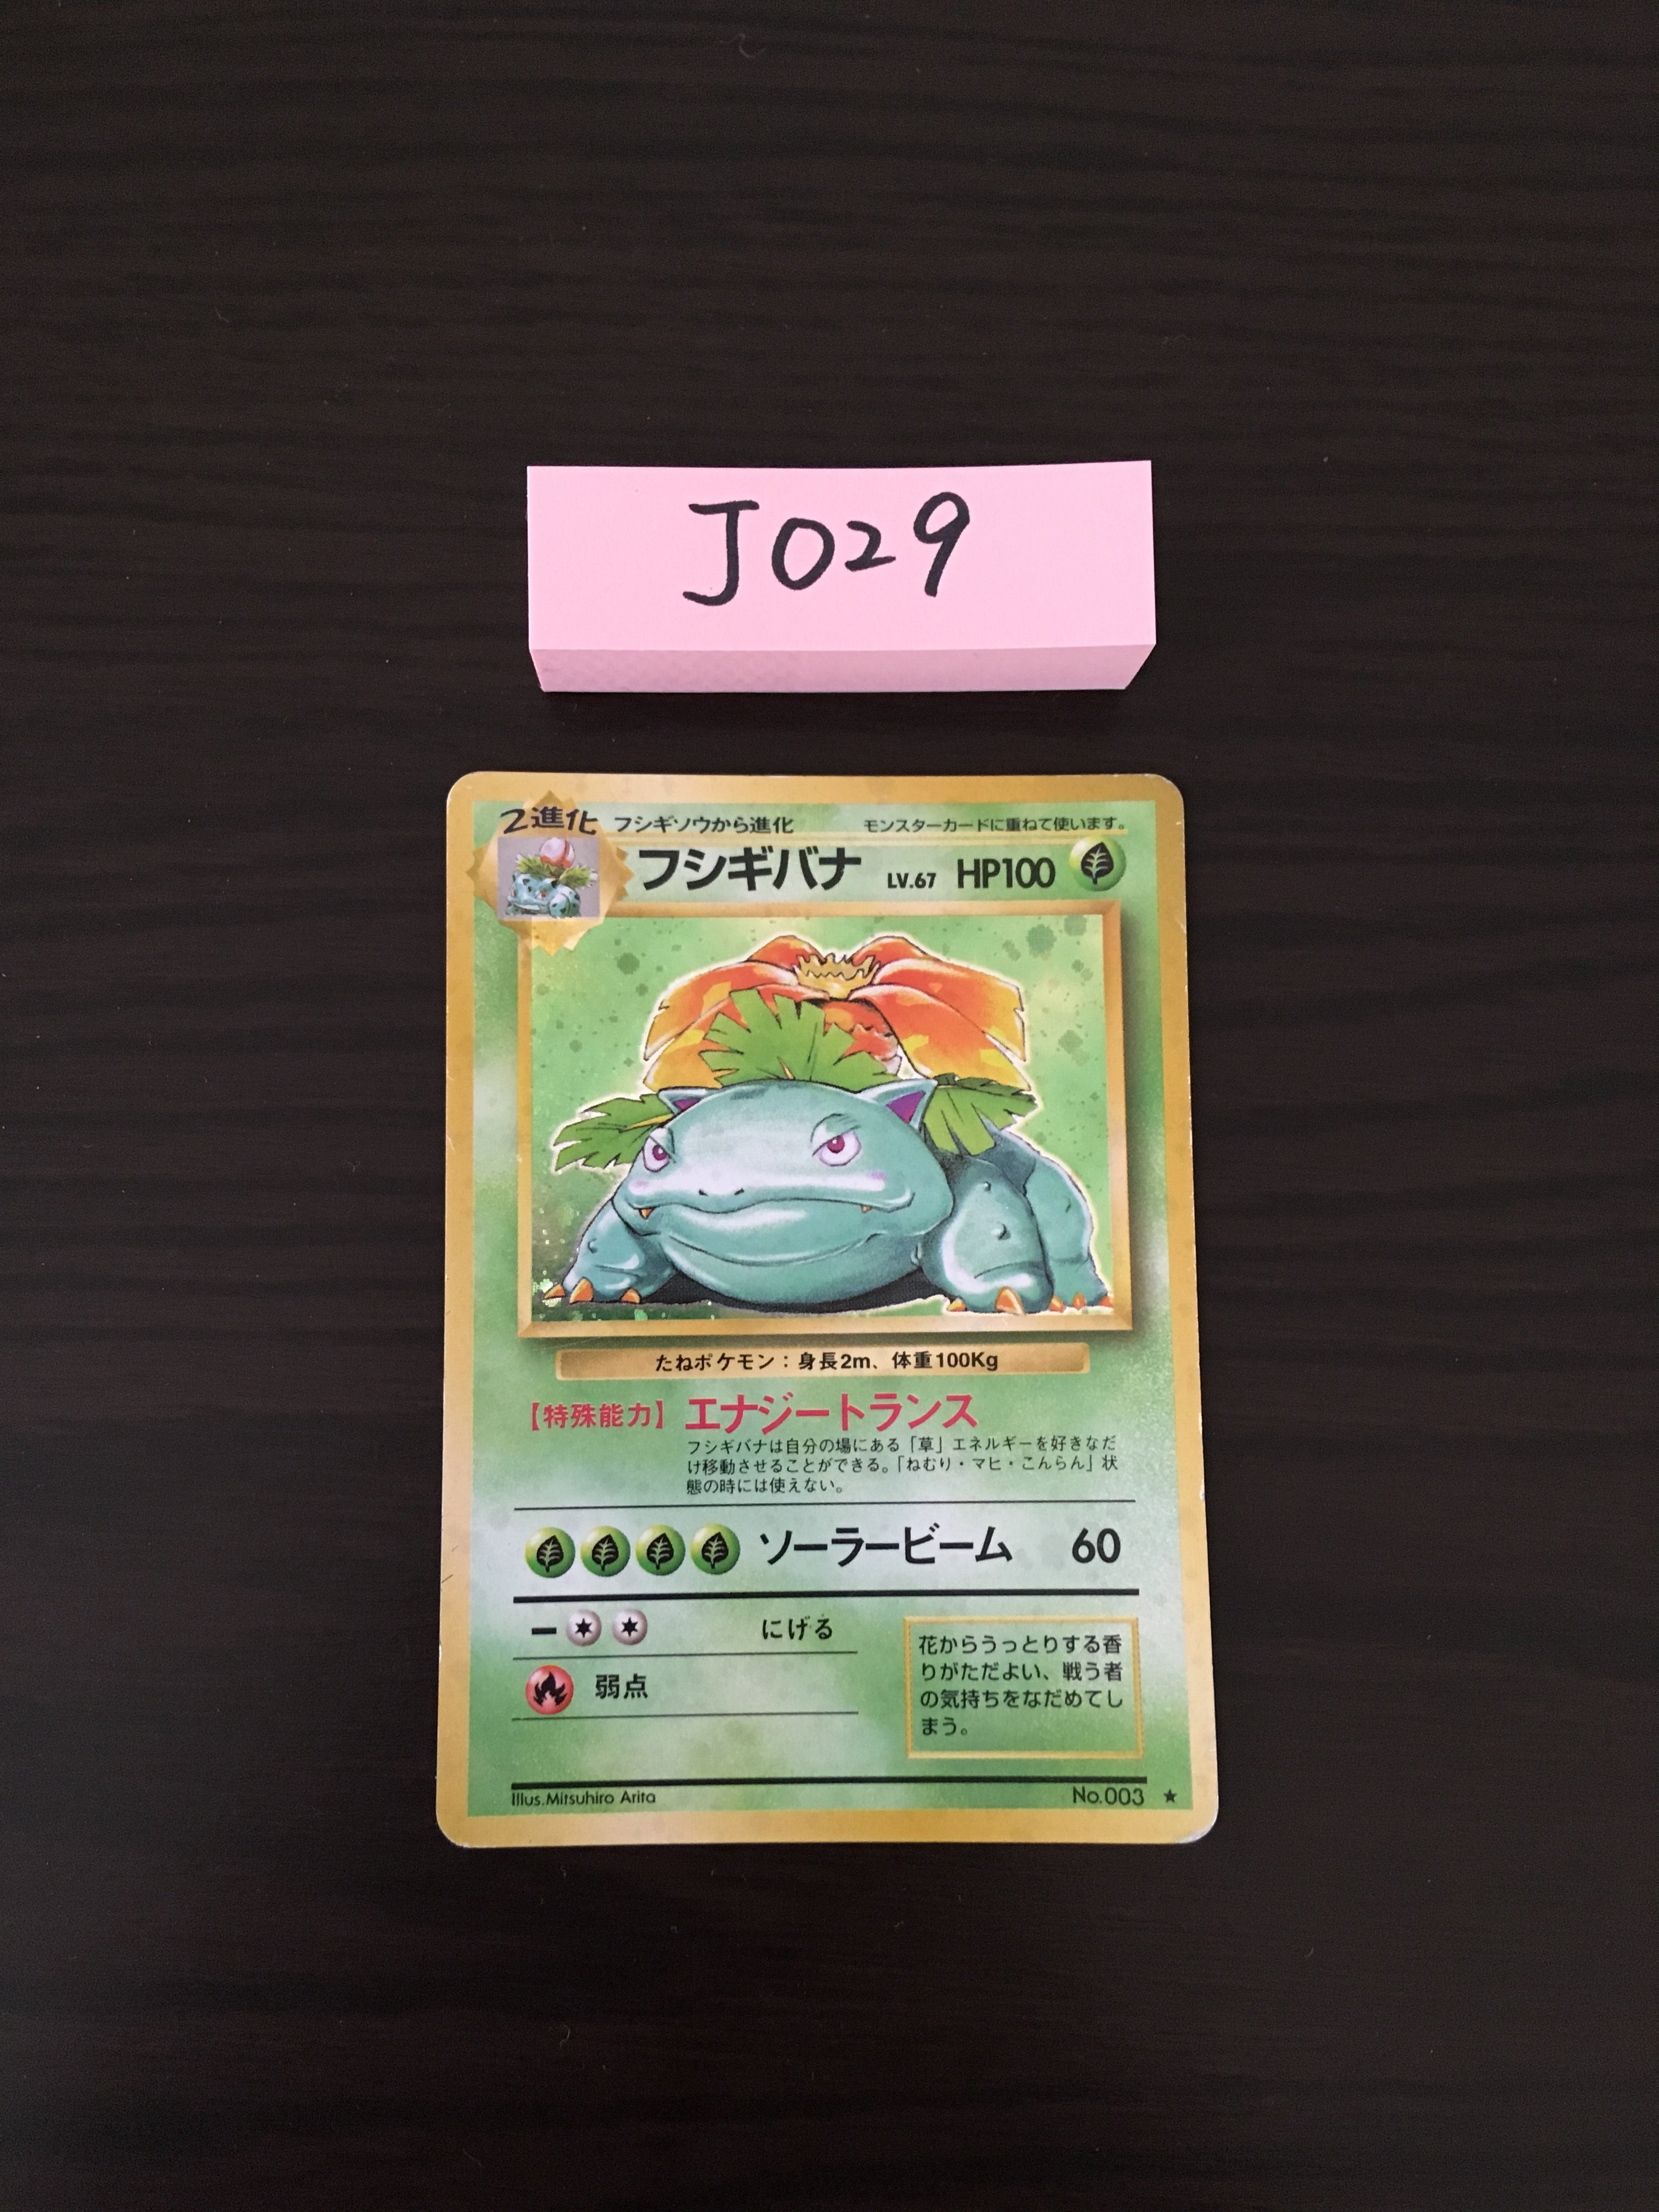 J029
2進化 フシギソウから進化 モンスターカードに重ねて使います。
フシギバナ LV.67 HP100
たねポケモン：身長2m、体重100Kg
【特殊能力】エナジートランス
フシギバナは自分の場にある「草」エネルギーを好きなだ
け移動させることができる。「ねむり・マヒ・こんらん」状
態の時には使えない。
ソーラービーム 60
ー にげる
弱点
花からうっとりする香
りがただよい、戦う者
の気持ちをなだめてし
まう。
Illus.Mitsuhiro Arita No.003 ★